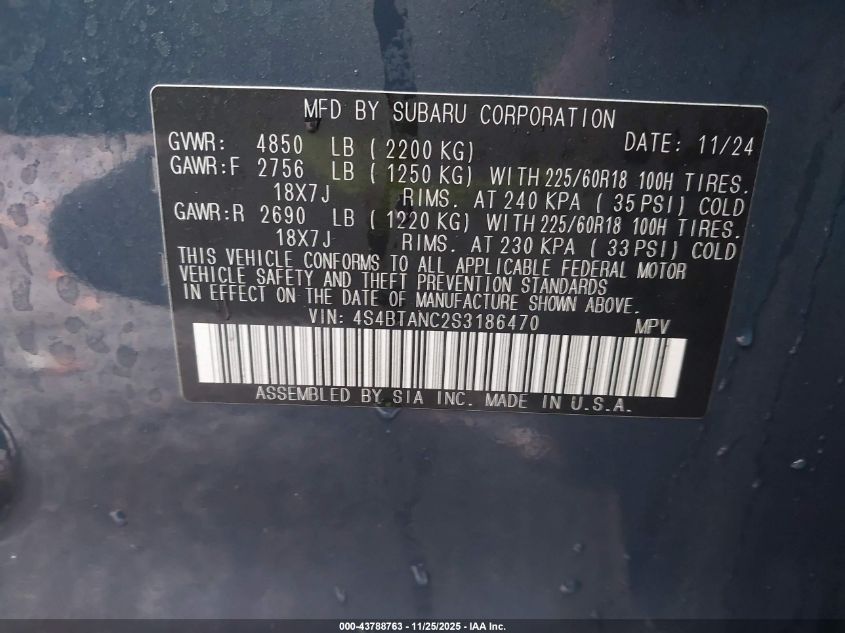 MFD BY SUBARU CORPORATION
GVWR: 4850 LB ( 2200 KG) DATE: 11/24
GAWR:F 2756 LB ( 1250 KG) WITH 225/60R18 100H TIRES.
18X7J RIMS. AT 240 KPA ( 35 PSI) COLD
GAWR:R 2690 LB ( 1220 KG) WITH 225/60R18 100H TIRES.
18X7J RIMS. AT 230 KPA ( 33 PSI) COLD
THIS VEHICLE CONFORMS TO ALL APPLICABLE FEDERAL MOTOR
VEHICLE SAFETY AND THEFT PREVENTION STANDARDS
IN EFFECT ON THE DATE OF MANUFACTURE SHOWN ABOVE.
VIN: 4S4BTANC2S3186470 MPV
ASSEMBLED BY SIA INC. MADE IN U.S.A.
000-43788763 - 11/25/2025 - IAA Inc.